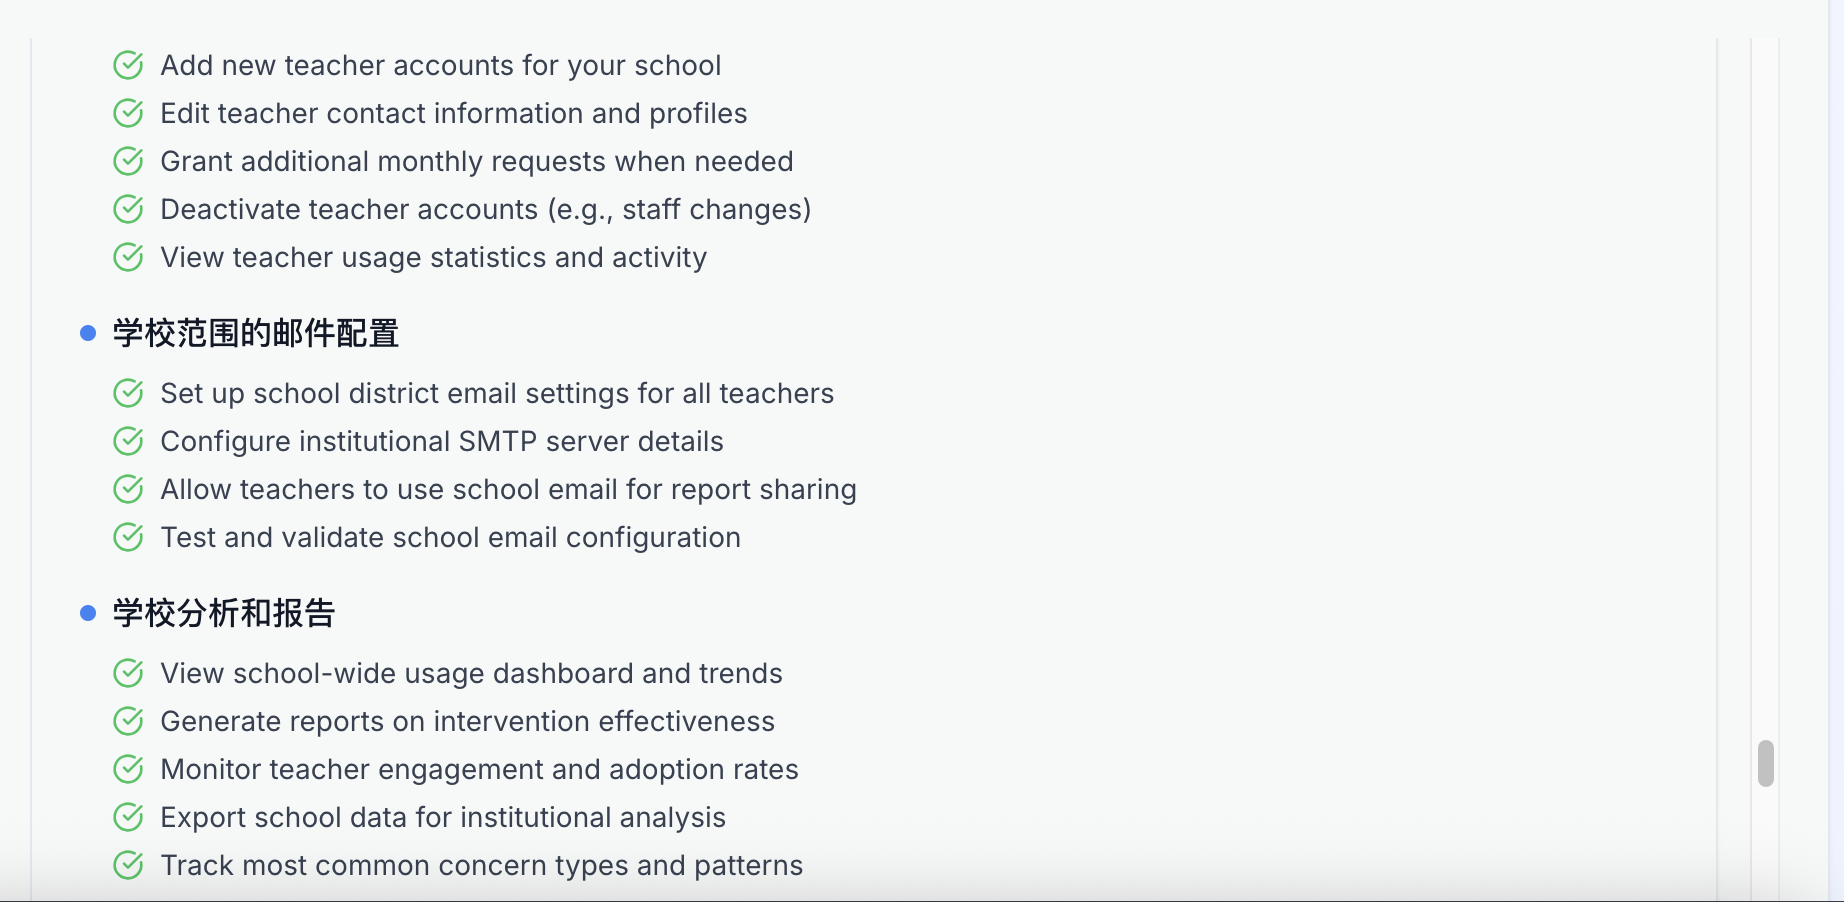 Add new teacher accounts for your school
Edit teacher contact information and profiles
Grant additional monthly requests when needed
Deactivate teacher accounts (e.g., staff changes)
View teacher usage statistics and activity
学校范围的邮件配置
Set up school district email settings for all teachers
Configure institutional SMTP server details
Allow teachers to use school email for report sharing
Test and validate school email configuration
学校分析和报告
View school-wide usage dashboard and trends
Generate reports on intervention effectiveness
Monitor teacher engagement and adoption rates
Export school data for institutional analysis
Track most common concern types and patterns